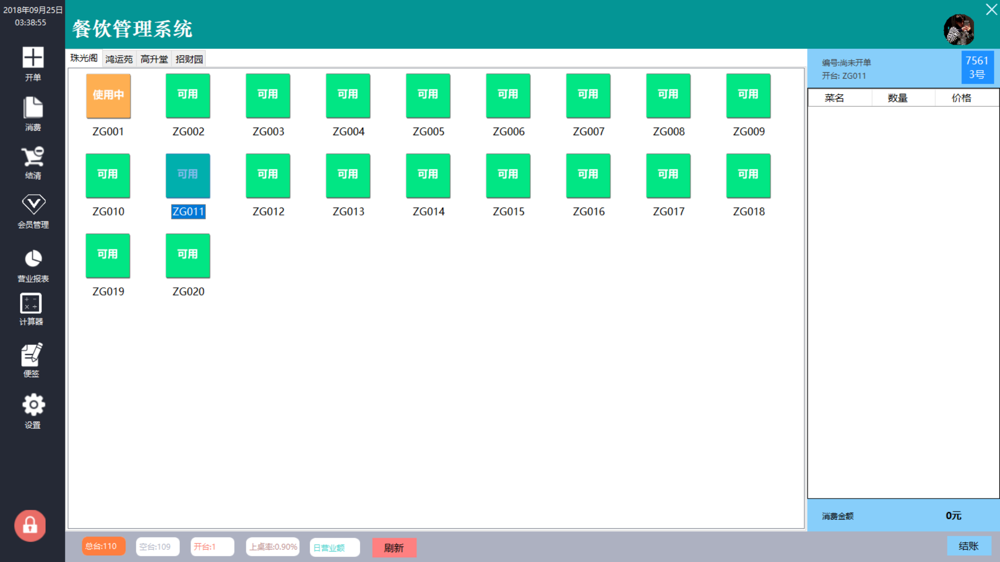 2018年09月25日
03:38:55
餐饮管理系统
开单
消费
结清
会员管理
营业报表
计算器
便签
设置
珠光阁 鸿运苑 高升堂 招财园
使用中 可用 可用 可用 可用 可用 可用 可用 可用
ZG001 ZG002 ZG003 ZG004 ZG005 ZG006 ZG007 ZG008 ZG009
可用 可用 可用 可用 可用 可用 可用 可用 可用
ZG010 ZG011 ZG012 ZG013 ZG014 ZG015 ZG016 ZG017 ZG018
可用 可用
ZG019 ZG020
编号:尚未开单
开台: ZG011
7561
3号
菜名 数量 价格
消费金额 0元
总台:110 空台:109 开台:1 上桌率:0.90% 日营业额 刷新
结账